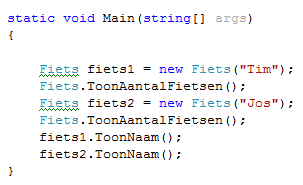 static void Main(string[] args)
{
Fiets fiets1 = new Fiets("Tim");
Fiets.ToonAantalFietsen();
Fiets fiets2 = new Fiets("Jos");
Fiets.ToonAantalFietsen();
fiets1.ToonNaam();
fiets2.ToonNaam();
}